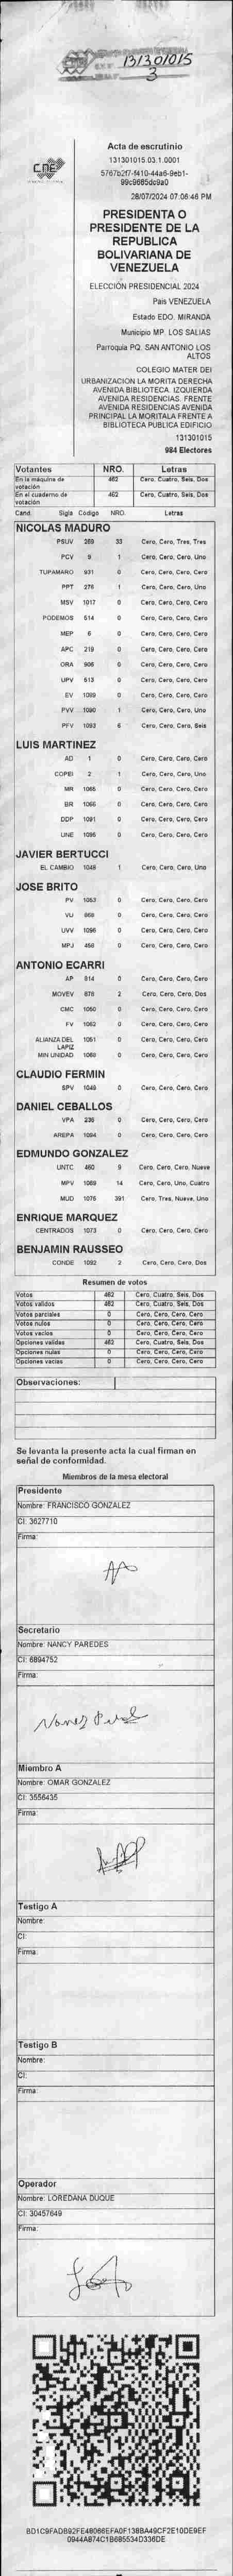 131301015
3
CNE
Acta de escrutinio
131301015.03.1.0001
5767b2f7-f410-44a6-9eb1-
99c9665dc9a0
28/07/2024 07:06:46 PM
PRESIDENTA O
PRESIDENTE DE LA
REPUBLICA
BOLIVARIANA DE
VENEZUELA
ELECCIÓN PRESIDENCIAL 2024
Pais VENEZUELA
Estado EDO. MIRANDA
Municipio MP. LOS SALIAS
Parroquia PQ. SAN ANTONIO LOS
ALTOS
COLEGIO MATER DEI
URBANIZACION LA MORITA DERECHA
AVENIDA BIBLIOTECA. IZQUIERDA
AVENIDA RESIDENCIAS. FRENTE
AVENIDA RESIDENCIAS AVENIDA
PRINCIPAL LA MORITALA FRENTE A
BIBLIOTECA PUBLICA EDIFICIO
131301015
984 Electores
Votantes NRO. Letras
En la máquina de votación 462 Cero, Cuatro, Seis, Dos
En el cuaderno de votación 462 Cero, Cuatro, Seis, Dos
Cand. Sigla Codigo NRO. Letras
NICOLAS MADURO
PSUV 269 33 Cero, Cero, Tres, Tres
PCV 9 1 Cero, Cero, Cero, Uno
TUPAMARO 931 0 Cero, Cero, Cero, Cero
PPT 276 1 Cero, Cero, Cero, Uno
MSV 1017 0 Cero, Cero, Cero, Cero
PODEMOS 514 0 Cero, Cero, Cero, Cero
MEP 6 0 Cero, Cero, Cero, Cero
APC 219 0 Cero, Cero, Cero, Cero
ORA 906 0 Cero, Cero, Cero, Cero
UPV 513 0 Cero, Cero, Cero, Cero
EV 1099 0 Cero, Cero, Cero, Cero
PVV 1090 1 Cero, Cero, Cero, Uno
PFV 1093 6 Cero, Cero, Cero, Seis
LUIS MARTINEZ
AD 1 0 Cero, Cero, Cero, Cero
COPEI 2 1 Cero, Cero, Cero, Uno
MR 1065 0 Cero, Cero, Cero, Cero
BR 1066 0 Cero, Cero, Cero, Cero
DDP 1091 0 Cero, Cero, Cero, Cero
UNE 1095 0 Cero, Cero, Cero, Cero
JAVIER BERTUCCI
EL CAMBIO 1048 1 Cero, Cero, Cero, Uno
JOSE BRITO
PV 1053 0 Cero, Cero, Cero, Cero
VU 869 0 Cero, Cero, Cero, Cero
UVV 1096 0 Cero, Cero, Cero, Cero
MPJ 456 0 Cero, Cero, Cero, Cero
ANTONIO ECARRI
AP 914 0 Cero, Cero, Cero, Cero
MOVEV 876 2 Cero, Cero, Cero, Dos
CMC 1050 0 Cero, Cero, Cero, Cero
FV 1052 0 Cero, Cero, Cero, Cero
ALIANZA DEL LAPIZ 1051 0 Cero, Cero, Cero, Cero
MIN UNIDAD 1068 0 Cero, Cero, Cero, Cero
CLAUDIO FERMIN
SPV 1049 0 Cero, Cero, Cero, Cero
DANIEL CEBALLOS
VPA 236 0 Cero, Cero, Cero, Cero
AREPA 1094 0 Cero, Cero, Cero, Cero
EDMUNDO GONZALEZ
UNTC 460 9 Cero, Cero, Cero, Nueve
MPV 1089 14 Cero, Cero, Uno, Cuatro
MUD 1076 391 Cero, Tres, Nueve, Uno
ENRIQUE MARQUEZ
CENTRADOS 1073 0 Cero, Cero, Cero, Cero
BENJAMIN RAUSSEO
CONDE 1092 2 Cero, Cero, Cero, Dos
Resumen de votos
Votos 462 Cero, Cuatro, Seis, Dos
Votos validos 462 Cero, Cuatro, Seis, Dos
Votos parciales 0 Cero, Cero, Cero, Cero
Votos nulos 0 Cero, Cero, Cero, Cero
Votos vacios 0 Cero, Cero, Cero, Cero
Opciones validas 462 Cero, Cuatro, Seis, Dos
Opciones nulas 0 Cero, Cero, Cero, Cero
Opciones vacias 0 Cero, Cero, Cero, Cero
Observaciones:
Se levanta la presente acta la cual firman en
señal de conformidad.
Miembros de la mesa electoral
Presidente
Nombre: FRANCISCO GONZALEZ
CI: 3627710
Firma:
Secretario
Nombre: NANCY PAREDES
CI: 6894752
Firma:
Miembro A
Nombre: OMAR GONZALEZ
CI: 3556435
Firma:
Testigo A
Nombre:
CI:
Firma:
Testigo B
Nombre:
CI:
Firma:
Operador
Nombre: LOREDANA DUQUE
CI: 30457649
Firma:
BD1C9FADB92FE48066EFA0F138BA49CF2E10DE9EF
0944A874C1B685534D336DE